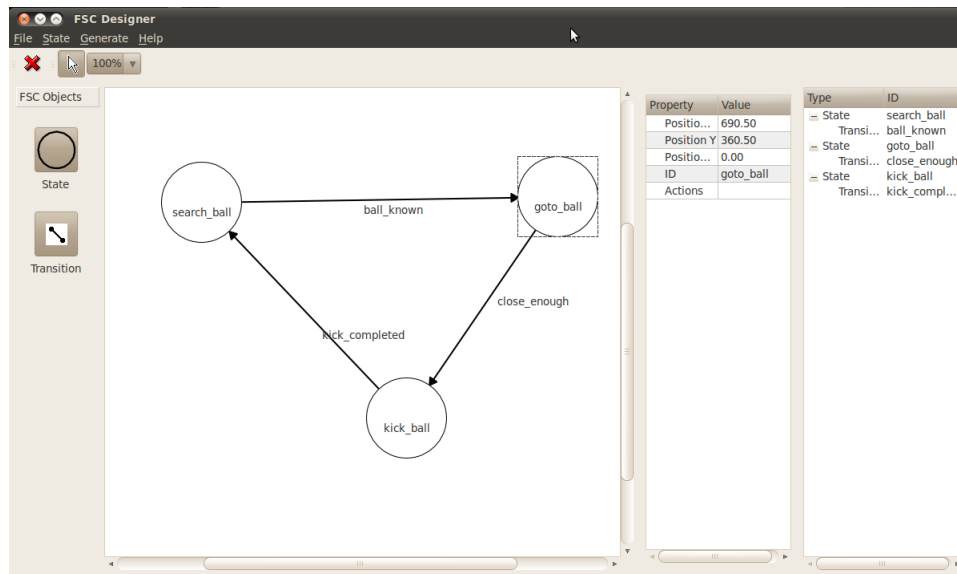 FSC Designer
File State Generate Help
100%
FSC Objects
State
Transition
search_ball
ball_known
goto_ball
close_enough
kick_completed
kick_ball
Property Value
Positio... 690.50
Position Y 360.50
Positio... 0.00
ID goto_ball
Actions
Type ID
State search_ball
Transi... ball_known
State goto_ball
Transi... close_enough
State kick_ball
Transi... kick_compl...